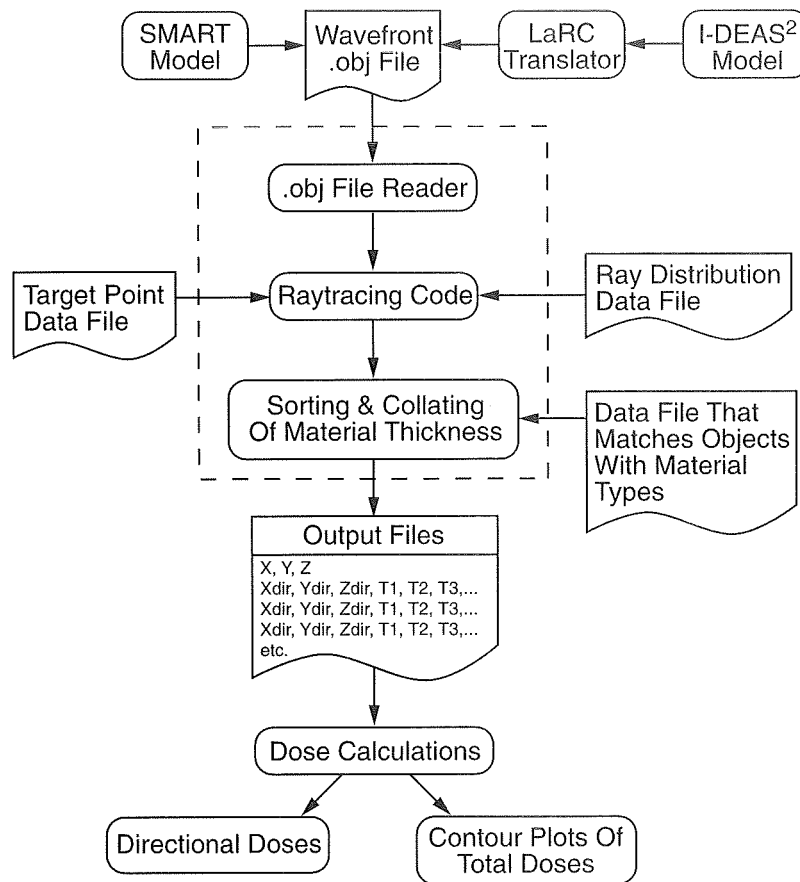 SMART
Model
Wavefront
.obj File
LaRC
Translator
I-DEAS²
Model
.obj File Reader
Target Point
Data File
Raytracing Code
Ray Distribution
Data File
Sorting & Collating
Of Material Thickness
Data File That
Matches Objects
With Material
Types
Output Files
X, Y, Z
Xdir, Ydir, Zdir, T1, T2, T3,...
Xdir, Ydir, Zdir, T1, T2, T3,...
Xdir, Ydir, Zdir, T1, T2, T3,...
etc.
Dose Calculations
Directional Doses
Contour Plots Of
Total Doses